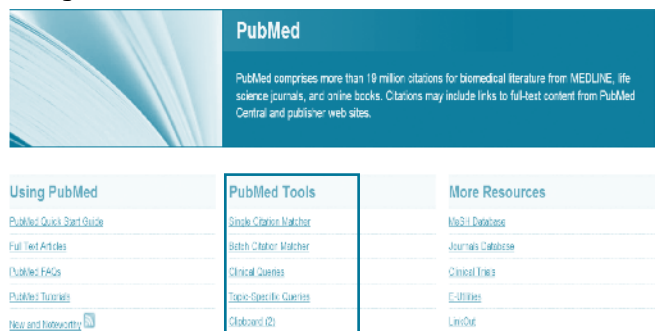 PubMed
PubMed comprises more than 19 million citations for biomedical literature from MEDLINE, life
science journals, and online books. Citations may include links to full-text content from PubMed
Central and publisher web sites.
Using PubMed
PubMed Quick Start Guide
Full Text Articles
PubMed FAQs
PubMed Tutorials
New and Noteworthy
PubMed Tools
Single Citation Matcher
Batch Citation Matcher
Clinical Queries
Topic-Specific Queries
Clipboard (2)
More Resources
MeSH Database
Journals Database
Clinical Trials
E-Utilities
LinkOut